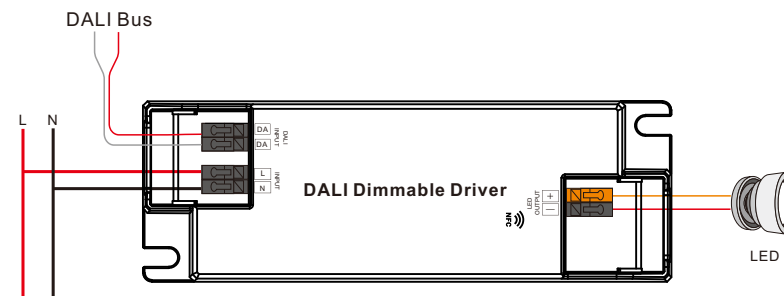 DALI Bus
L N
DA
DA
DALI
INPUT
L
N
INPUT
DALI Dimmable Driver
NFC
LED
OUTPUT
+
—
LED